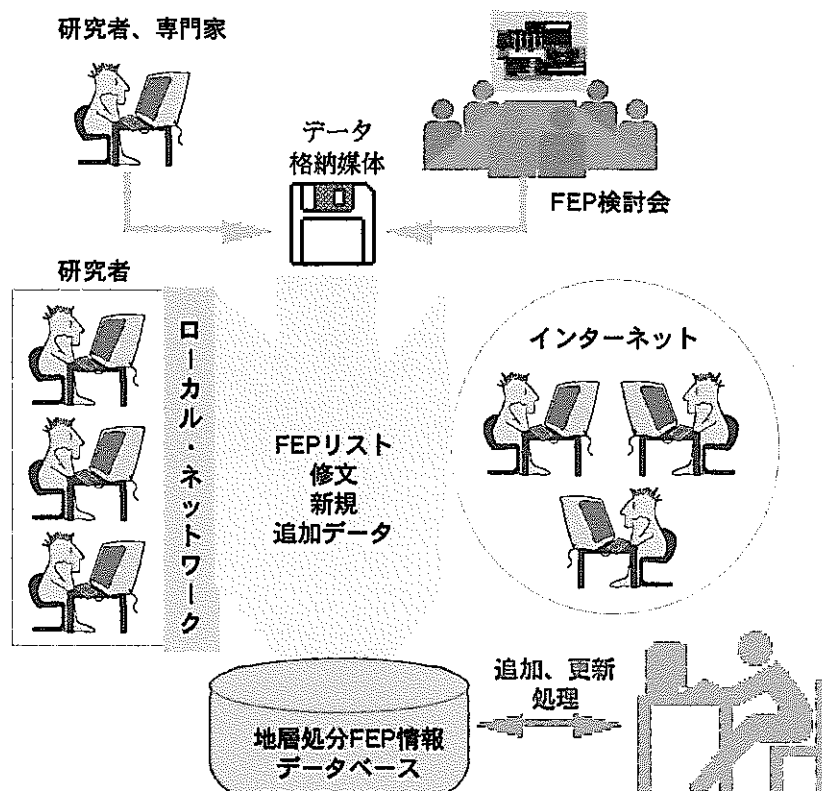 研究者、専門家
データ
格納媒体
FEP検討会
研究者
ローカル・ネットワーク
インターネット
FEPリスト
修文
新規
追加データ
追加、更新
処理
地層処分FEP情報
データベース